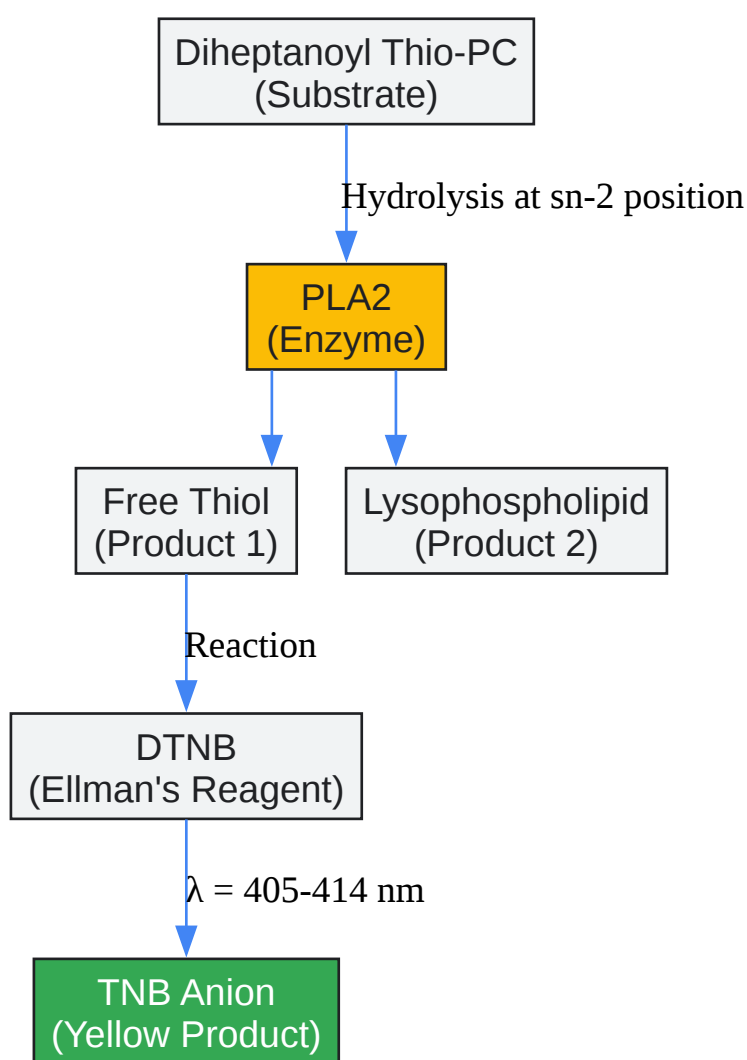 Diheptanoyl Thio-PC
(Substrate)
Hydrolysis at sn-2 position
PLA2
(Enzyme)
Free Thiol
(Product 1)
Lysophospholipid
(Product 2)
Reaction
DTNB
(Ellman's Reagent)
λ = 405-414 nm
TNB Anion
(Yellow Product)